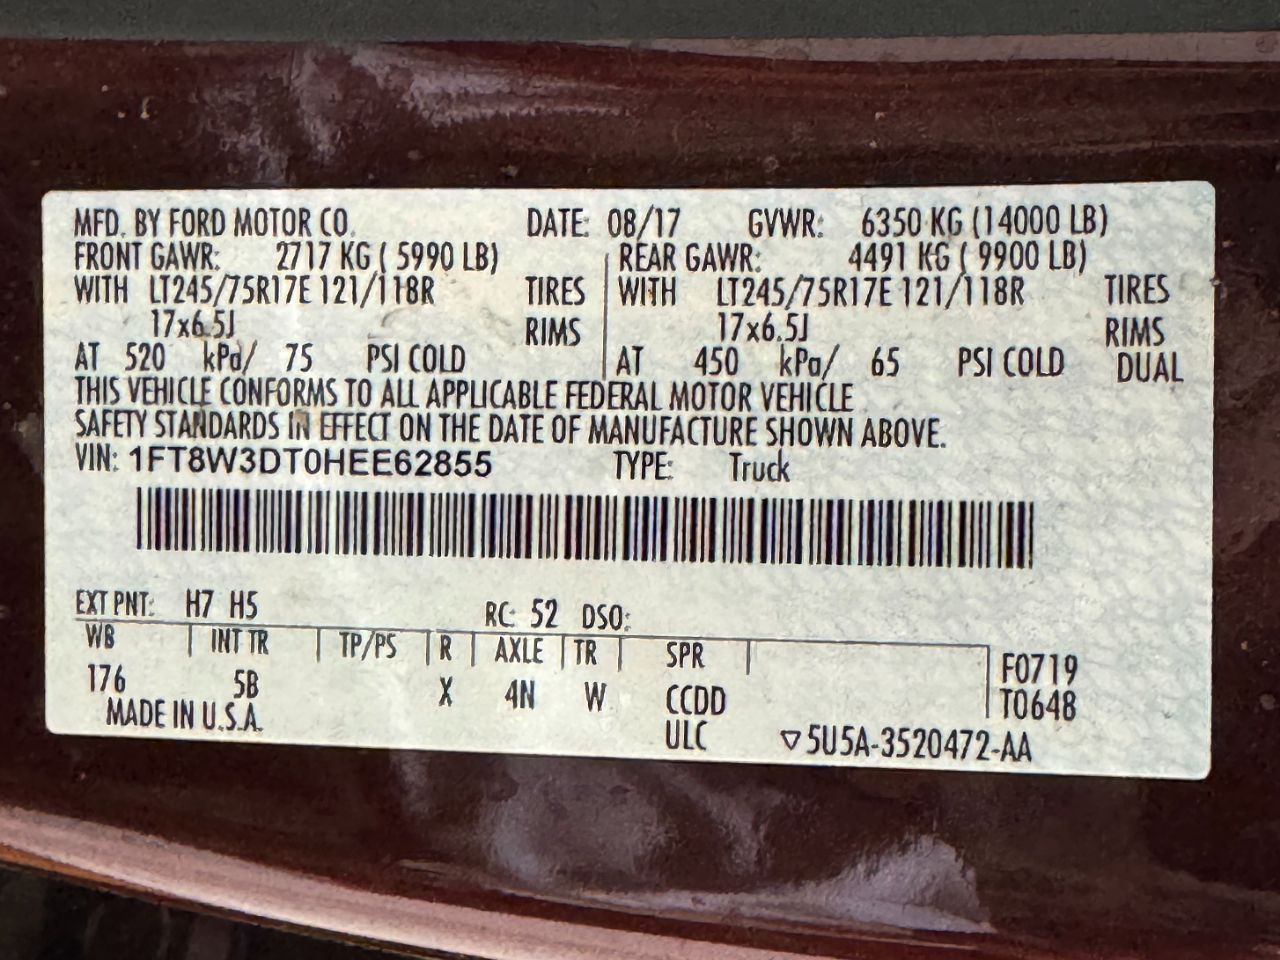 MFD. BY FORD MOTOR CO. DATE: 08/17 GVWR: 6350 KG (14000 LB)
FRONT GAWR: 2717 KG ( 5990 LB) REAR GAWR: 4491 KG ( 9900 LB)
WITH LT245/75R17E 121/118R TIRES WITH LT245/75R17E 121/118R TIRES
17x6.5J RIMS 17x6.5J RIMS
AT 520 kPa/ 75 PSI COLD AT 450 kPa/ 65 PSI COLD DUAL
THIS VEHICLE CONFORMS TO ALL APPLICABLE FEDERAL MOTOR VEHICLE
SAFETY STANDARDS IN EFFECT ON THE DATE OF MANUFACTURE SHOWN ABOVE.
VIN: 1FT8W3DT0HEE62855 TYPE: Truck
EXT PNT: H7 H5 RC: 52 DSO:
WB INT TR TP/PS R AXLE TR SPR F0719
176 5B X 4N W CCDD T0648
MADE IN U.S.A. ULC ▽5U5A-3520472-AA